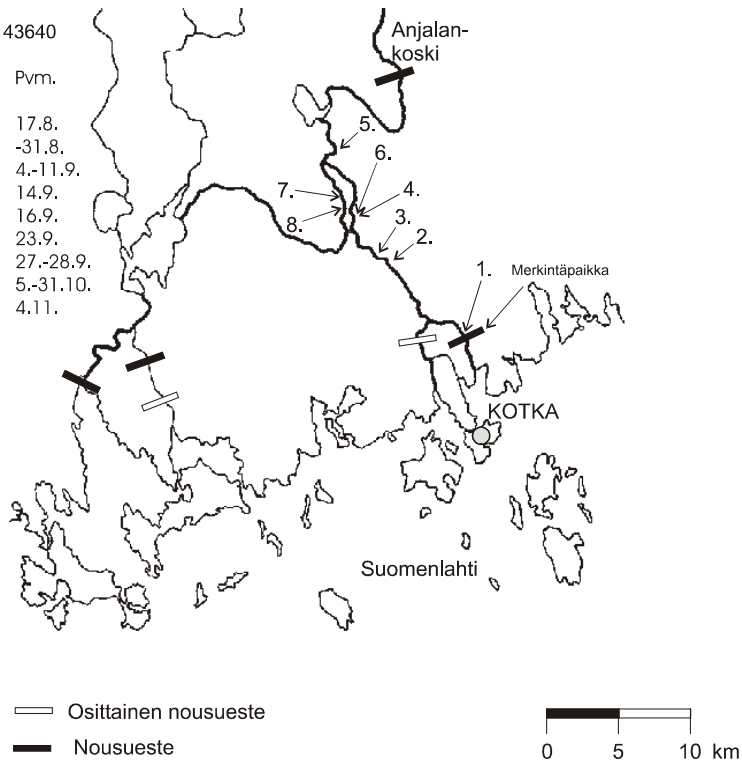 43640
Pvm.
17.8.
-31.8.
4.-11.9.
14.9.
16.9.
23.9.
27.-28.9.
5.-31.10.
4.11.
Anjalan-
koski
5.
6.
7.
4.
8.
3.
2.
1.
Merkintäpaikka
KOTKA
Suomenlahti
Osittainen nousueste
Nousueste
0 5 10 km